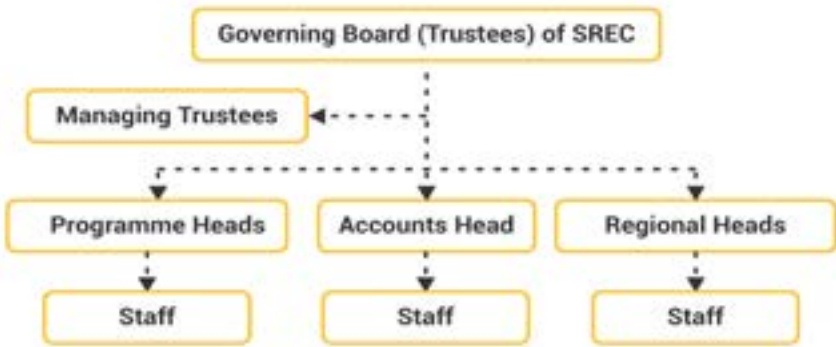 Governing Board (Trustees) of SREC
Managing Trustees
Programme Heads
Accounts Head
Regional Heads
Staff
Staff
Staff